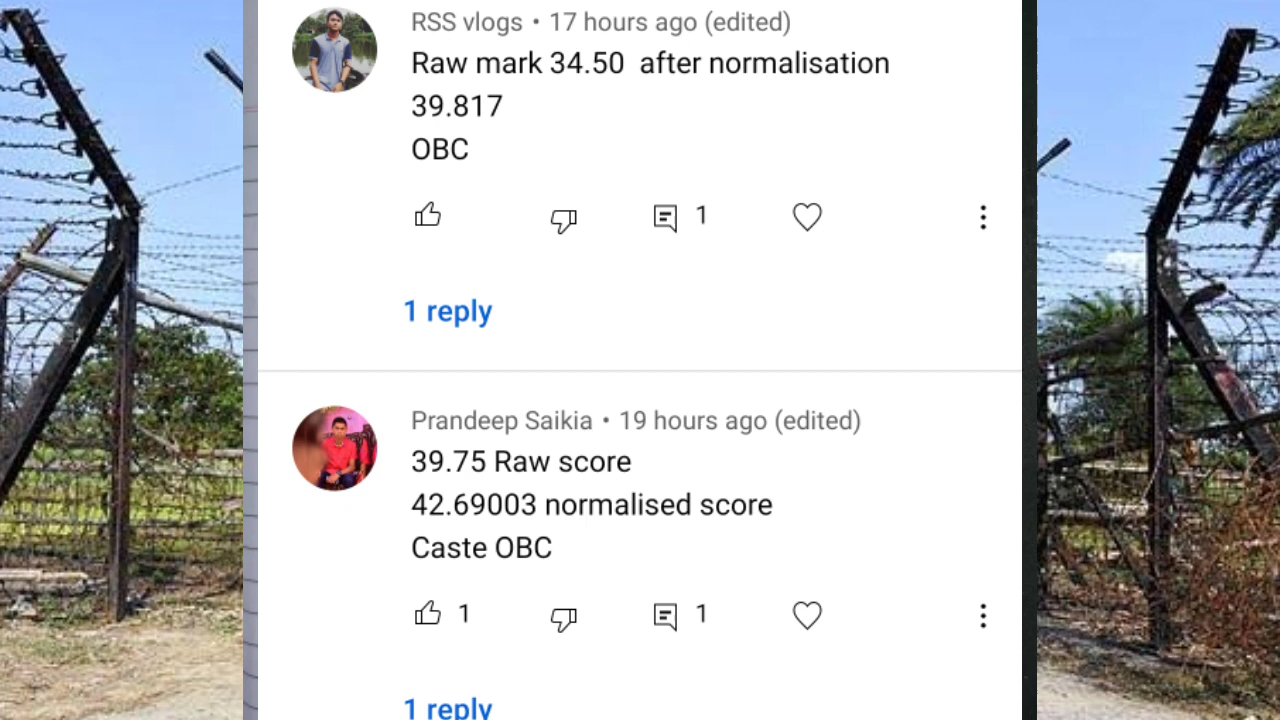 RSS vlogs • 17 hours ago (edited)
Raw mark 34.50 after normalisation
39.817
OBC
1
1 reply
Prandeep Saikia • 19 hours ago (edited)
39.75 Raw score
42.69003 normalised score
Caste OBC
1 1
1 reply